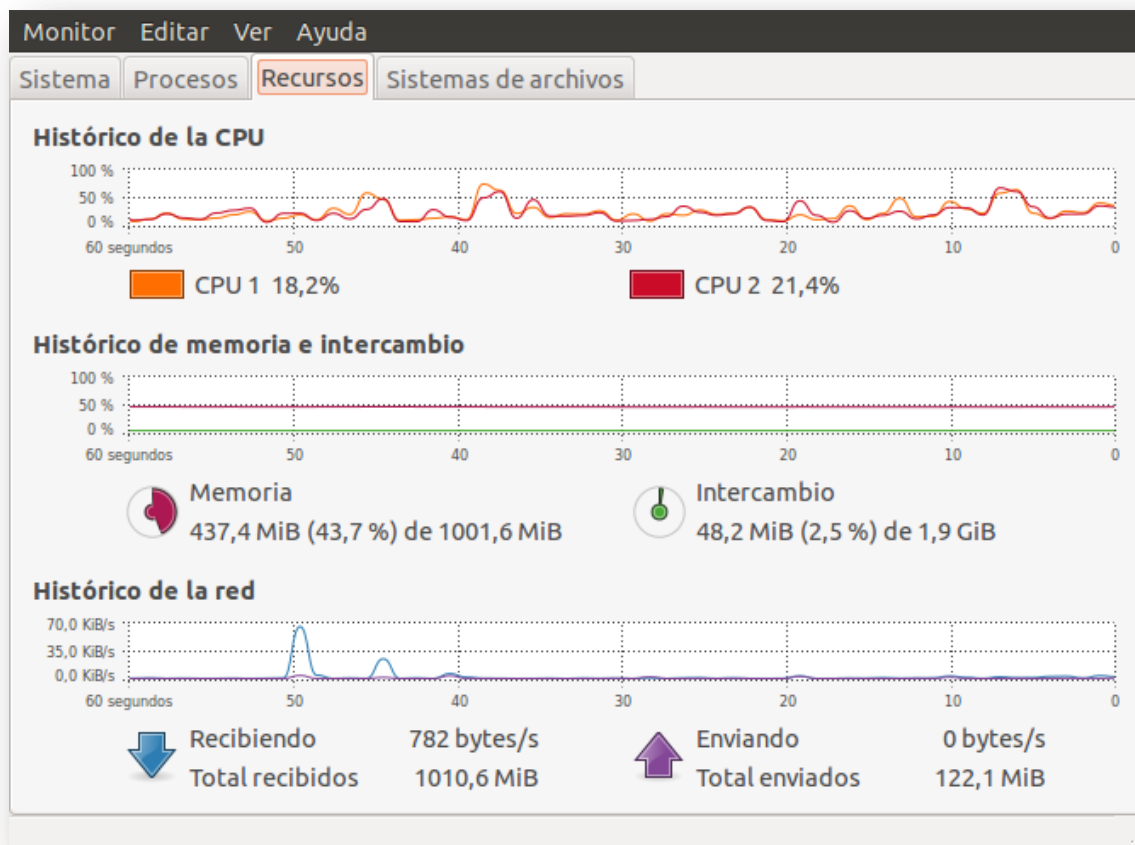 Monitor Editar Ver Ayuda
Sistema Procesos Recursos Sistemas de archivos
Histórico de la CPU
100 %
50 %
0 %
60 segundos 50 40 30 20 10 0
CPU 1 18,2% CPU 2 21,4%
Histórico de memoria e intercambio
100 %
50 %
0 %
60 segundos 50 40 30 20 10 0
Memoria Intercambio
437,4 MiB (43,7 %) de 1001,6 MiB 48,2 MiB (2,5 %) de 1,9 GiB
Histórico de la red
70,0 KiB/s
35,0 KiB/s
0,0 KiB/s
60 segundos 50 40 30 20 10 0
Recibiendo 782 bytes/s Enviando 0 bytes/s
Total recibidos 1010,6 MiB Total enviados 122,1 MiB